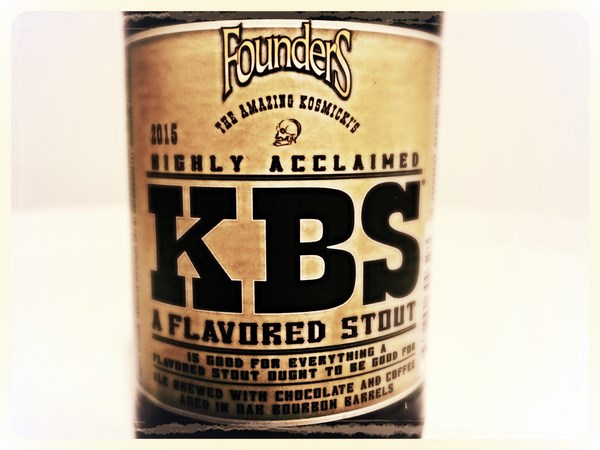 FOUNDERS
THE AMAZING KOSMICKI'S
2015
HIGHLY ACCLAIMED
KBS
A FLAVORED STOUT
IS GOOD FOR EVERYTHING A
FLAVORED STOUT OUGHT TO BE GOOD FOR
ALE BREWED WITH CHOCOLATE AND COFFEE
AGED IN OAK BOURBON BARRELS